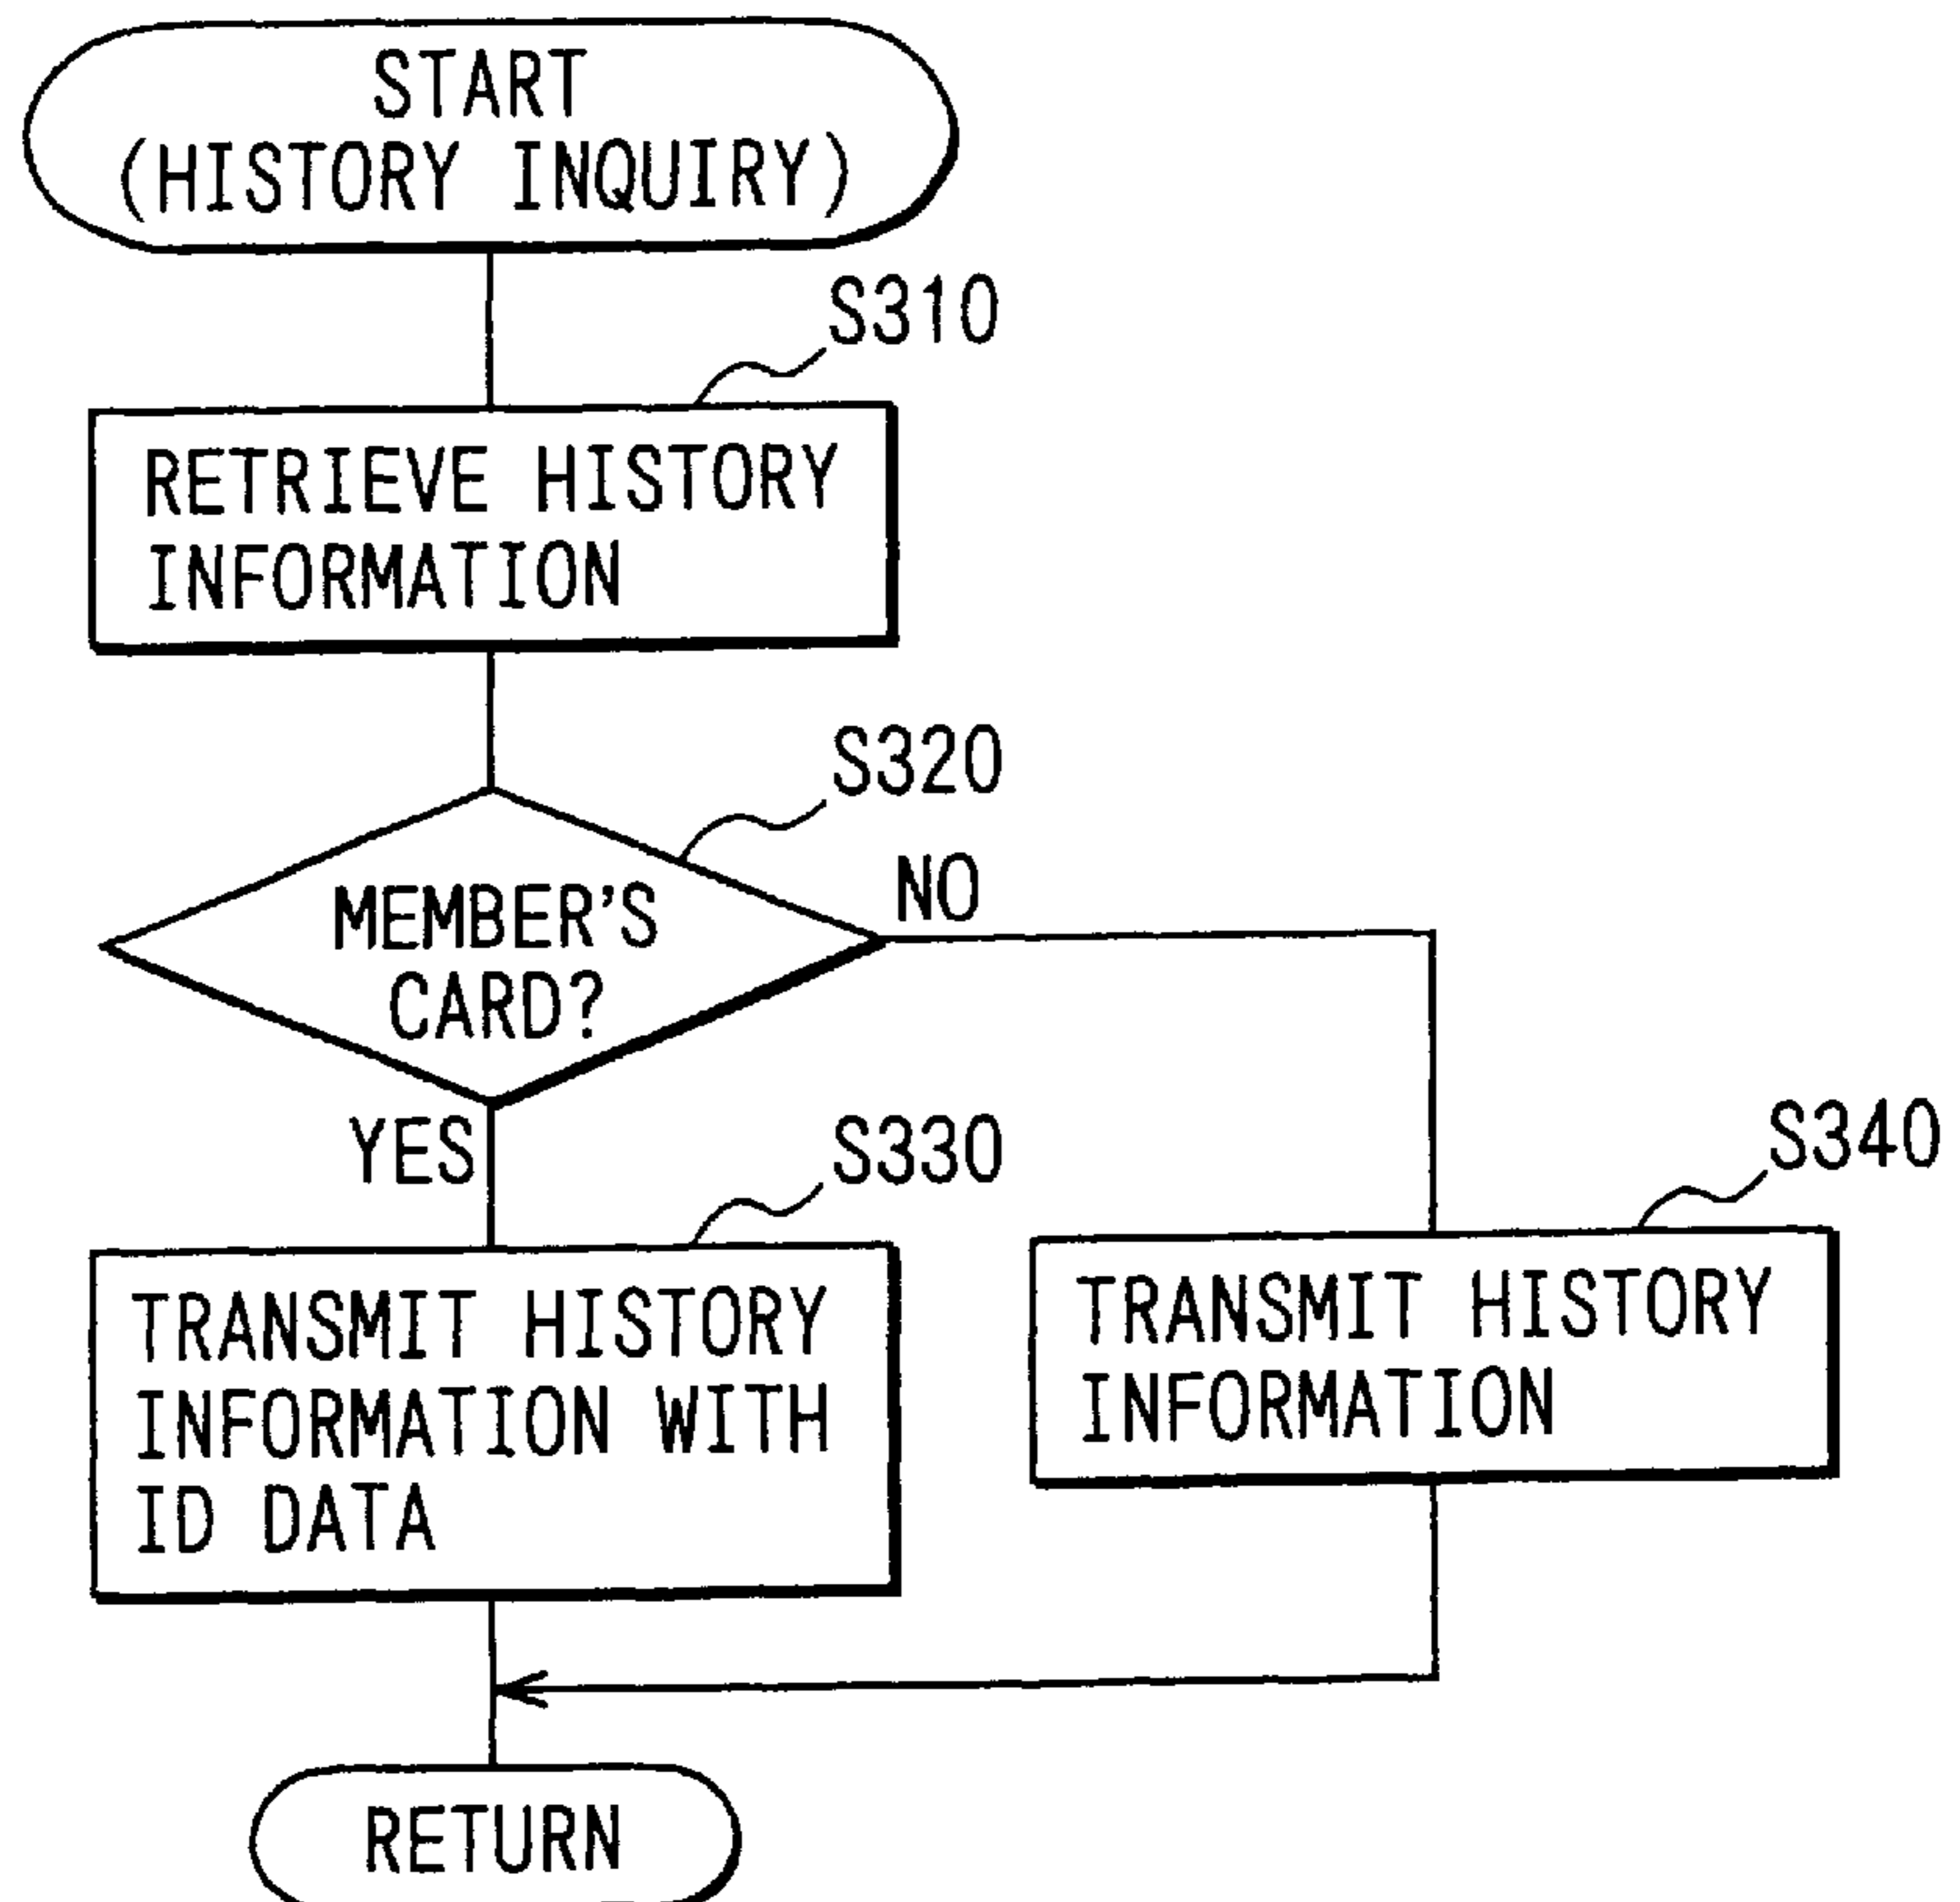 START
(HISTORY INQUIRY)
S310
RETRIEVE HISTORY
INFORMATION
S320
MEMBER'S
CARD?
NO
YES
S330
TRANSMIT HISTORY
INFORMATION WITH
ID DATA
S340
TRANSMIT HISTORY
INFORMATION
RETURN